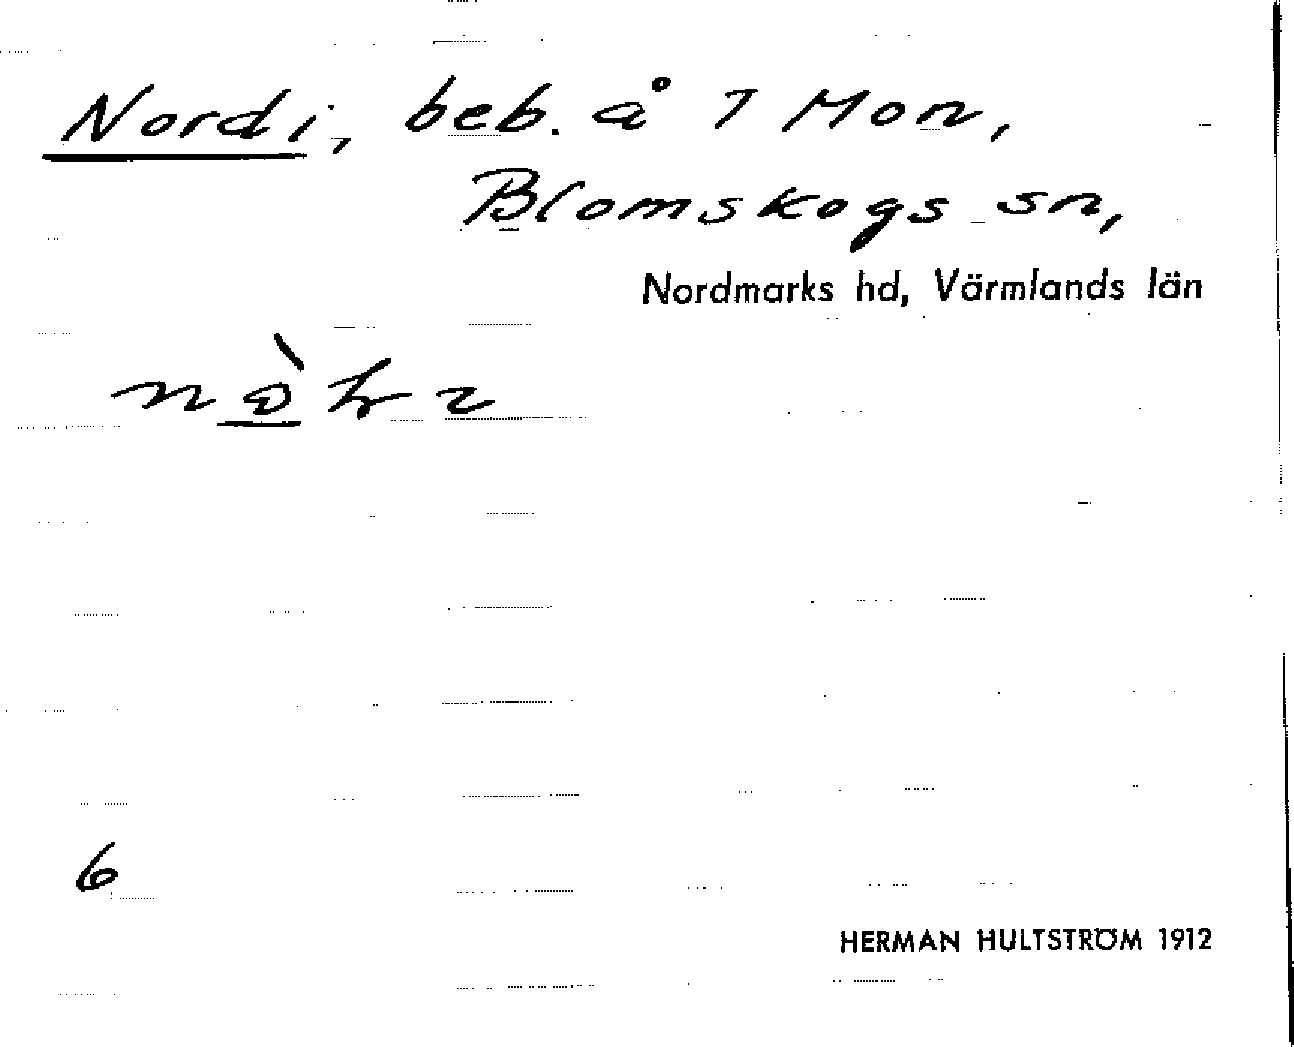 Nordi, beb. å 7 Mon,
Blomskogs sn,
Nordmarks hd, Värmlands län
6
HERMAN HULTSTRÖM 1912